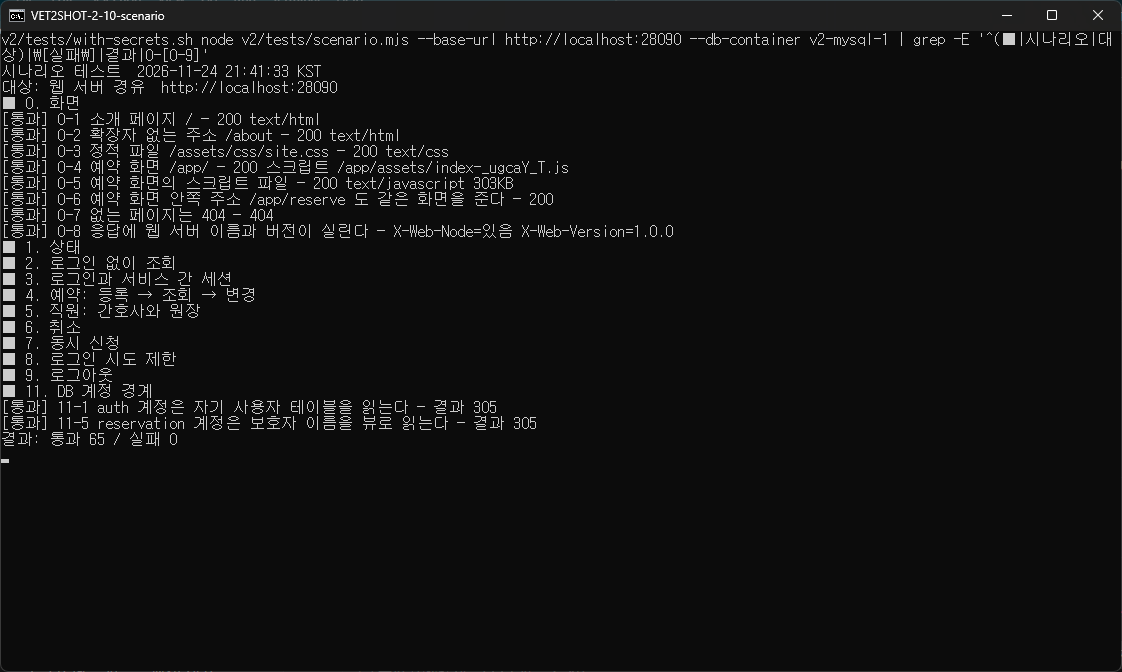 VET2SHOT-2-10-scenario
v2/tests/with-secrets.sh node v2/tests/scenario.mjs --base-url http://localhost:28090 --db-container v2-mysql-1 | grep -E '^(■|시나리오|대
상)|₩[실패₩]|결과|0-[0-9]'
시나리오 테스트  2026-11-24 21:41:33 KST
대상: 웹 서버 경유  http://localhost:28090
■ 0. 화면
[통과] 0-1 소개 페이지 / - 200 text/html
[통과] 0-2 확장자 없는 주소 /about - 200 text/html
[통과] 0-3 정적 파일 /assets/css/site.css - 200 text/css
[통과] 0-4 예약 화면 /app/ - 200 스크립트 /app/assets/index-_ugcaY_T.js
[통과] 0-5 예약 화면의 스크립트 파일 - 200 text/javascript 303KB
[통과] 0-6 예약 화면 안쪽 주소 /app/reserve 도 같은 화면을 준다 - 200
[통과] 0-7 없는 페이지는 404 - 404
[통과] 0-8 응답에 웹 서버 이름과 버전이 실린다 - X-Web-Node=있음 X-Web-Version=1.0.0
■ 1. 상태
■ 2. 로그인 없이 조회
■ 3. 로그인과 서비스 간 세션
■ 4. 예약: 등록 → 조회 → 변경
■ 5. 직원: 간호사와 원장
■ 6. 취소
■ 7. 동시 신청
■ 8. 로그인 시도 제한
■ 9. 로그아웃
■ 11. DB 계정 경계
[통과] 11-1 auth 계정은 자기 사용자 테이블을 읽는다 - 결과 305
[통과] 11-5 reservation 계정은 보호자 이름을 뷰로 읽는다 - 결과 305
결과: 통과 65 / 실패 0